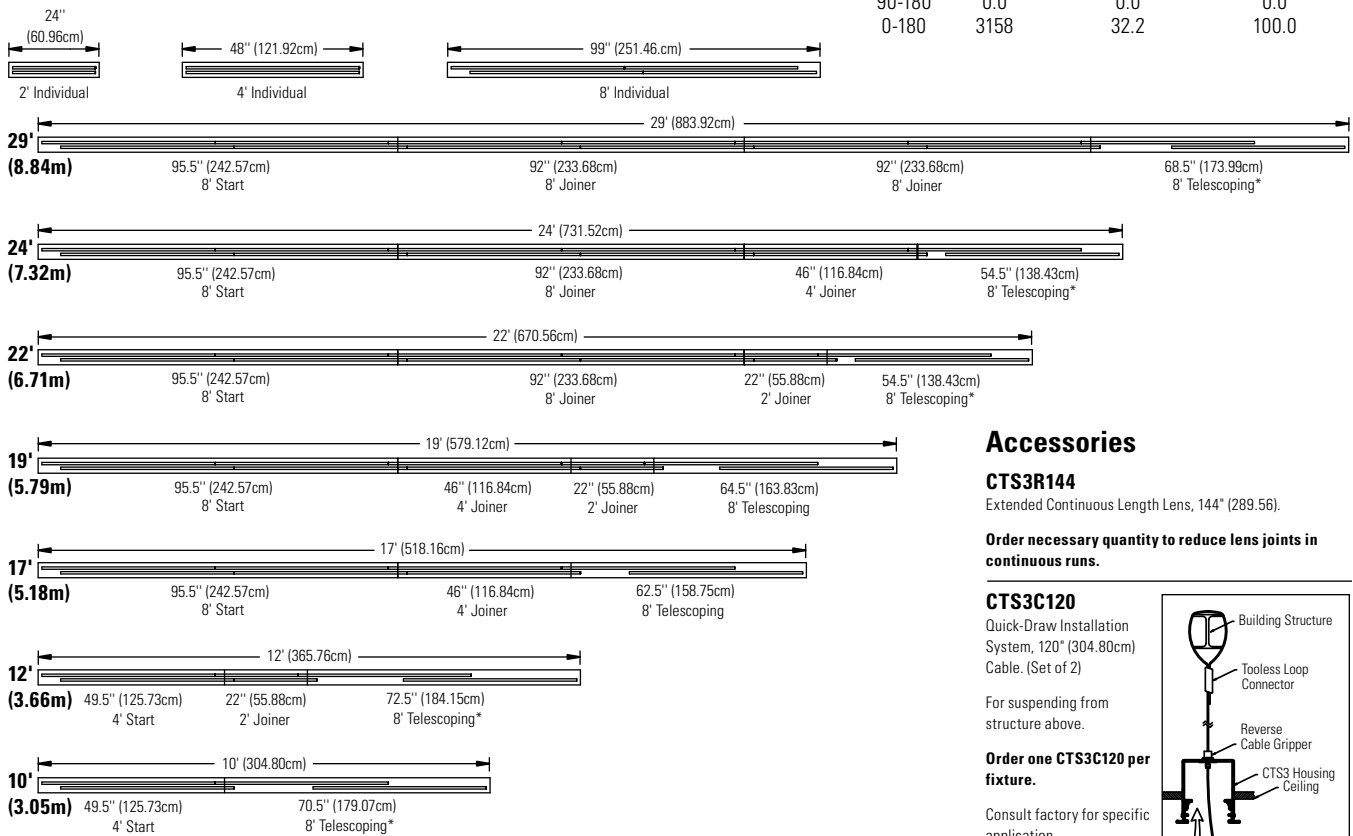 90-180 0.0 0.0 0.0
0-180 3158 32.2 100.0
24"
(60.96cm)
48" (121.92cm)
99" (251.46.cm)
2' Individual
4' Individual
8' Individual
29' (883.92cm)
29'
(8.84m)
95.5" (242.57cm)
8' Start
92" (233.68cm)
8' Joiner
92" (233.68cm)
8' Joiner
68.5" (173.99cm)
8' Telescoping*
24' (731.52cm)
24'
(7.32m)
95.5" (242.57cm)
8' Start
92" (233.68cm)
8' Joiner
46" (116.84cm)
4' Joiner
54.5" (138.43cm)
8' Telescoping*
22' (670.56cm)
22'
(6.71m)
95.5" (242.57cm)
8' Start
92" (233.68cm)
8' Joiner
22" (55.88cm)
2' Joiner
54.5" (138.43cm)
8' Telescoping*
19' (579.12cm)
19'
(5.79m)
95.5" (242.57cm)
8' Start
46" (116.84cm)
4' Joiner
22" (55.88cm)
2' Joiner
64.5" (163.83cm)
8' Telescoping
17' (518.16cm)
17'
(5.18m)
95.5" (242.57cm)
8' Start
46" (116.84cm)
4' Joiner
62.5" (158.75cm)
8' Telescoping
12' (365.76cm)
12'
(3.66m)
49.5" (125.73cm)
4' Start
22" (55.88cm)
2' Joiner
72.5" (184.15cm)
8' Telescoping*
10' (304.80cm)
10'
(3.05m)
49.5" (125.73cm)
4' Start
70.5" (179.07cm)
8' Telescoping*
Accessories
CTS3R144
Extended Continuous Length Lens, 144" (289.56).
Order necessary quantity to reduce lens joints in
continuous runs.
CTS3C120
Quick-Draw Installation
System, 120" (304.80cm)
Cable. (Set of 2)
For suspending from
structure above.
Order one CTS3C120 per
fixture.
Consult factory for specific
application.
Building Structure
Tooless Loop
Connector
Reverse
Cable Gripper
CTS3 Housing
Ceiling